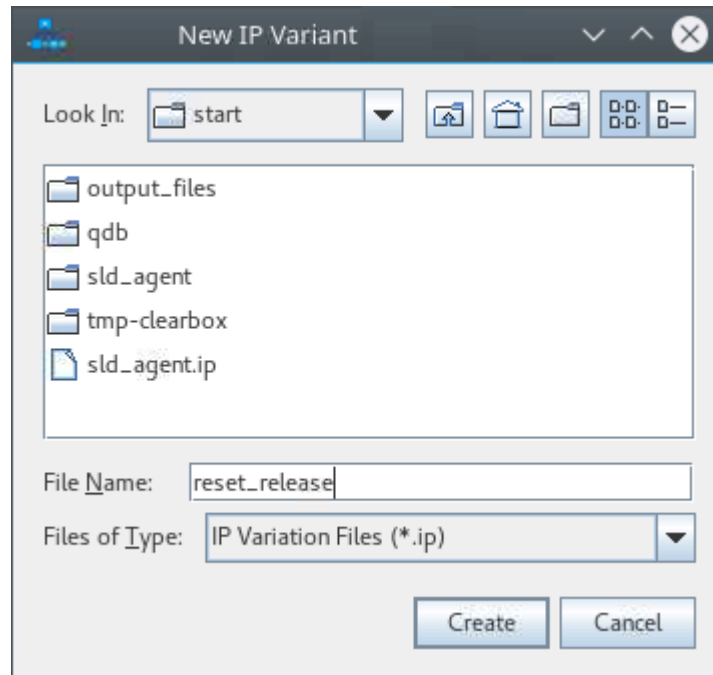 New IP Variant
Look In: start
output_files
qdb
sld_agent
tmp-clearbox
sld_agent.ip
File Name: reset_release
Files of Type: IP Variation Files (*.ip)
Create Cancel